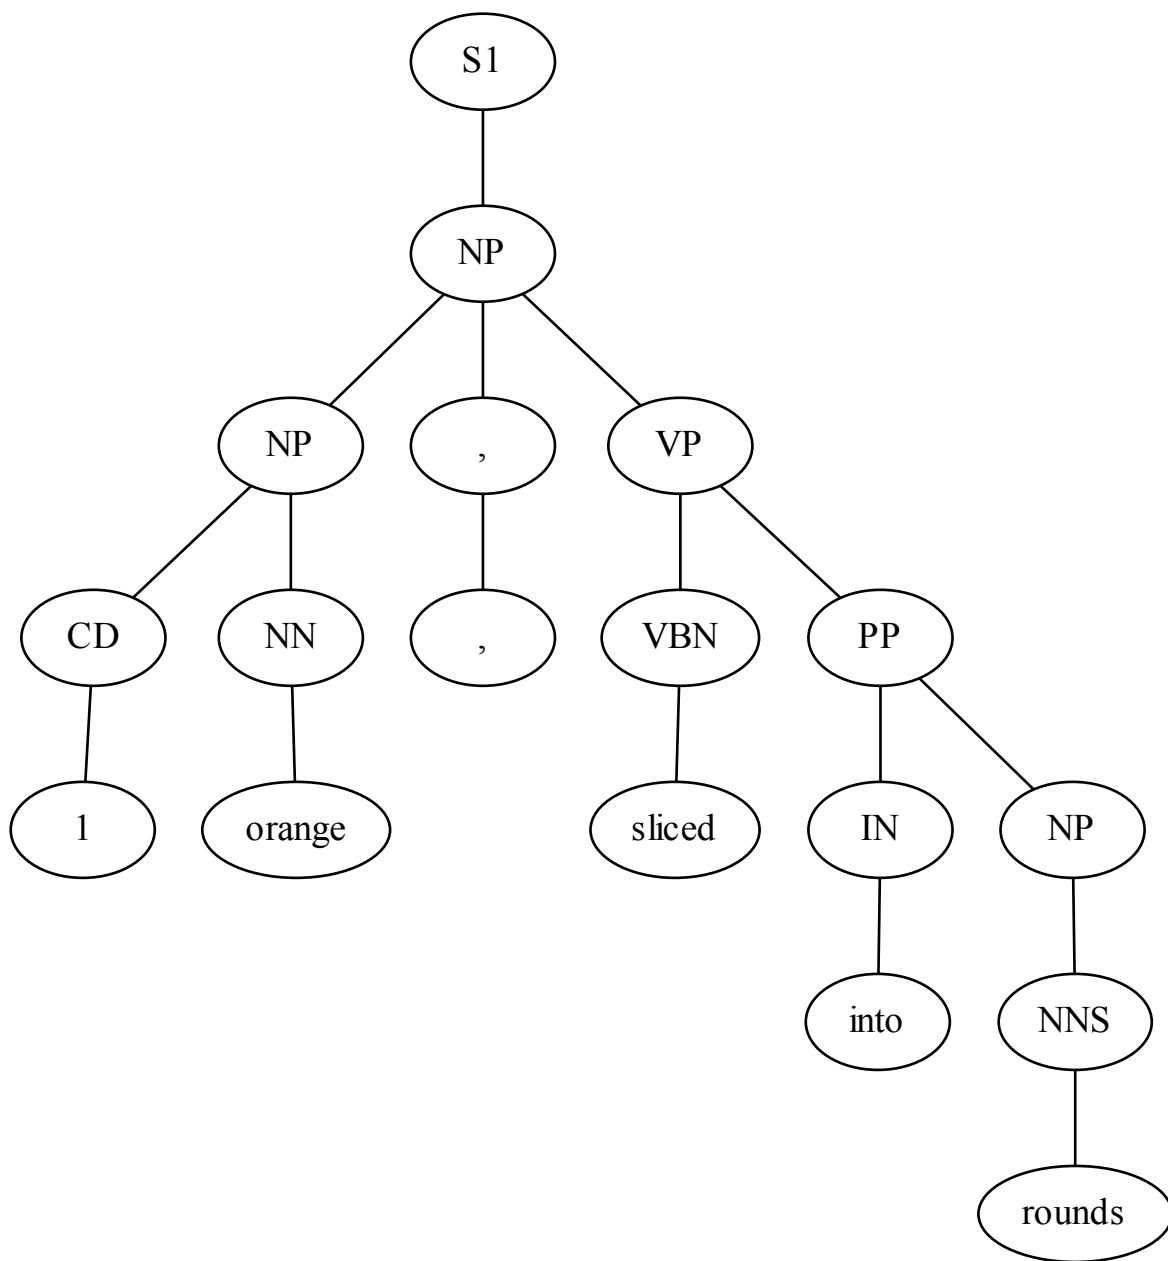 S1
NP
NP , VP
CD NN , VBN PP
1 orange sliced IN NP
into NNS
rounds